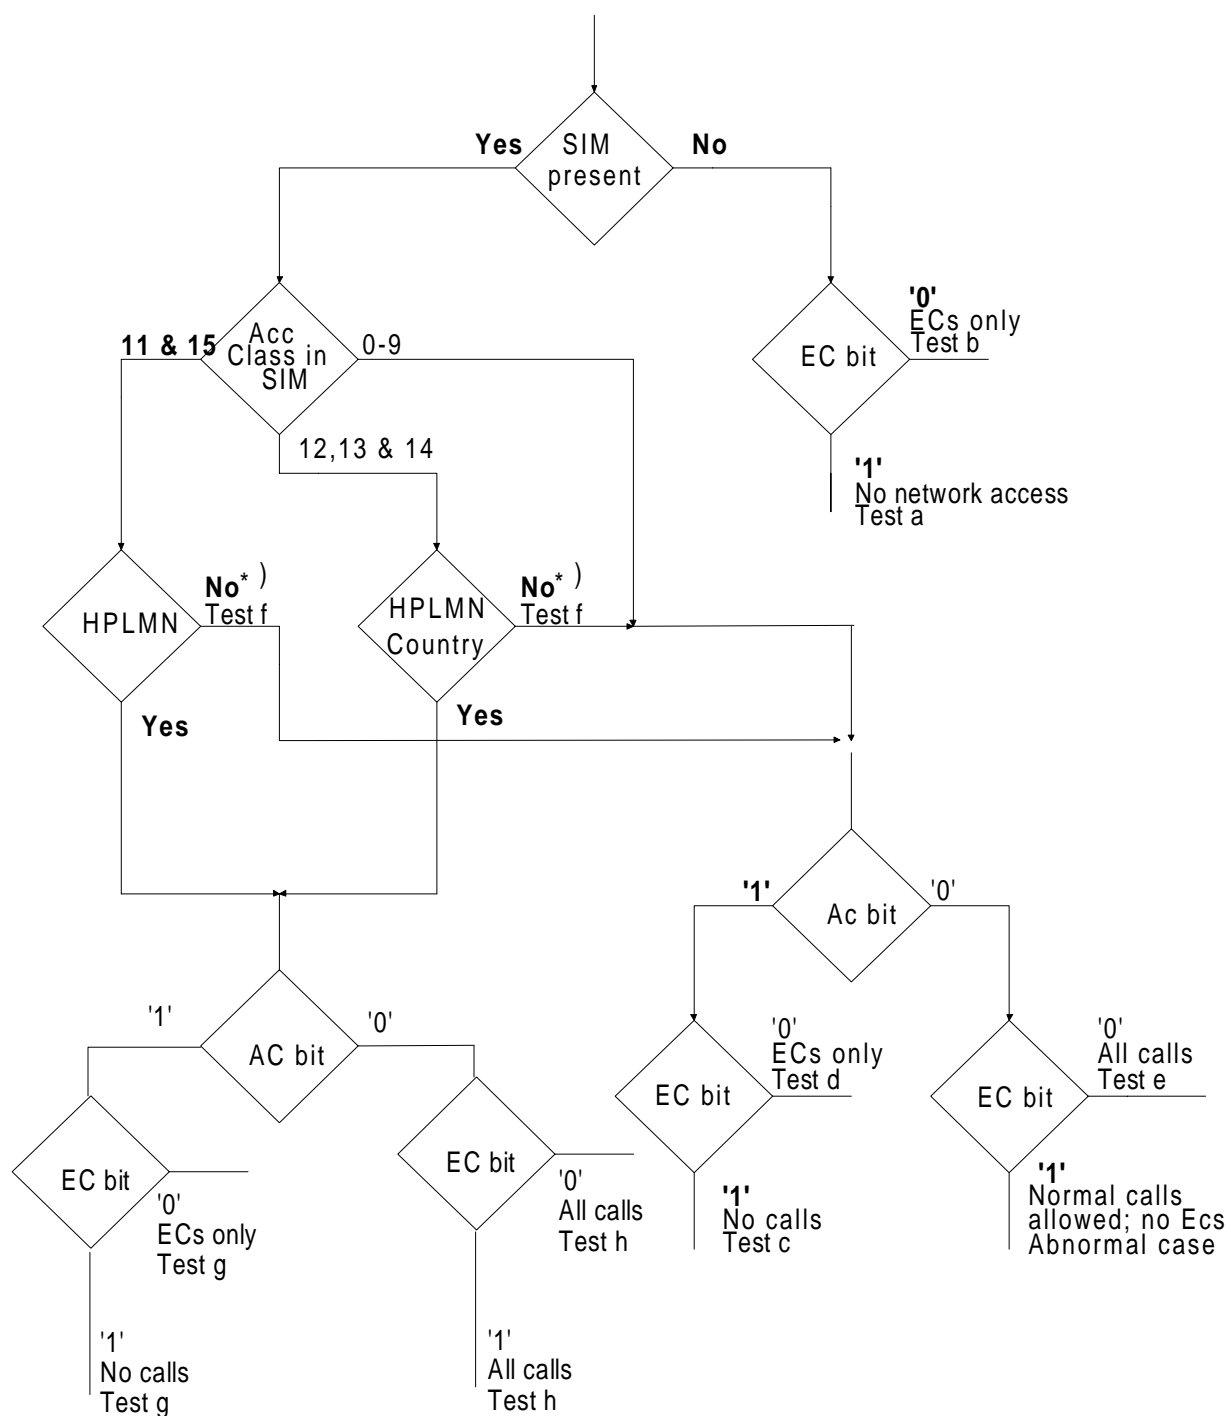 Yes
SIM
present
No
Acc
Class in
SIM
11 & 15
0-9
12,13 & 14
EC bit
'0'
ECs only
Test b
'1'
No network access
Test a
HPLMN
No* )
Test f
Yes
HPLMN
Country
No* )
Test f
Yes
Ac bit
'1'
'0'
AC bit
'1'
'0'
EC bit
'0'
ECs only
Test d
'1'
No calls
Test c
EC bit
'0'
All calls
Test e
'1'
Normal calls
allowed; no Ecs
Abnormal case
EC bit
'0'
ECs only
Test g
'1'
No calls
Test g
EC bit
'0'
All calls
Test h
'1'
All calls
Test h